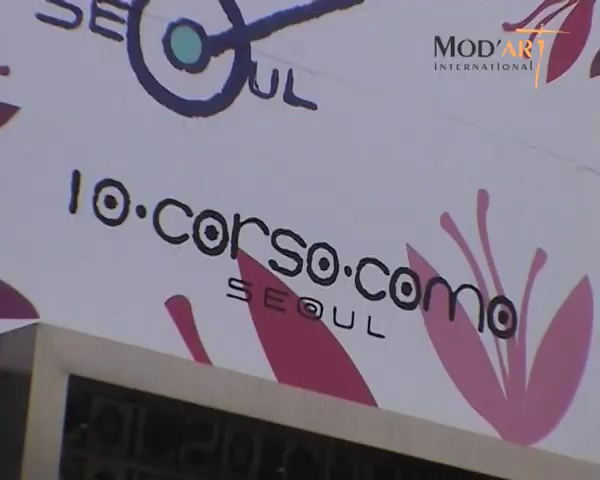 SEOUL
MOD'ART
INTERNATIONAL
10·corso·como
SEOUL